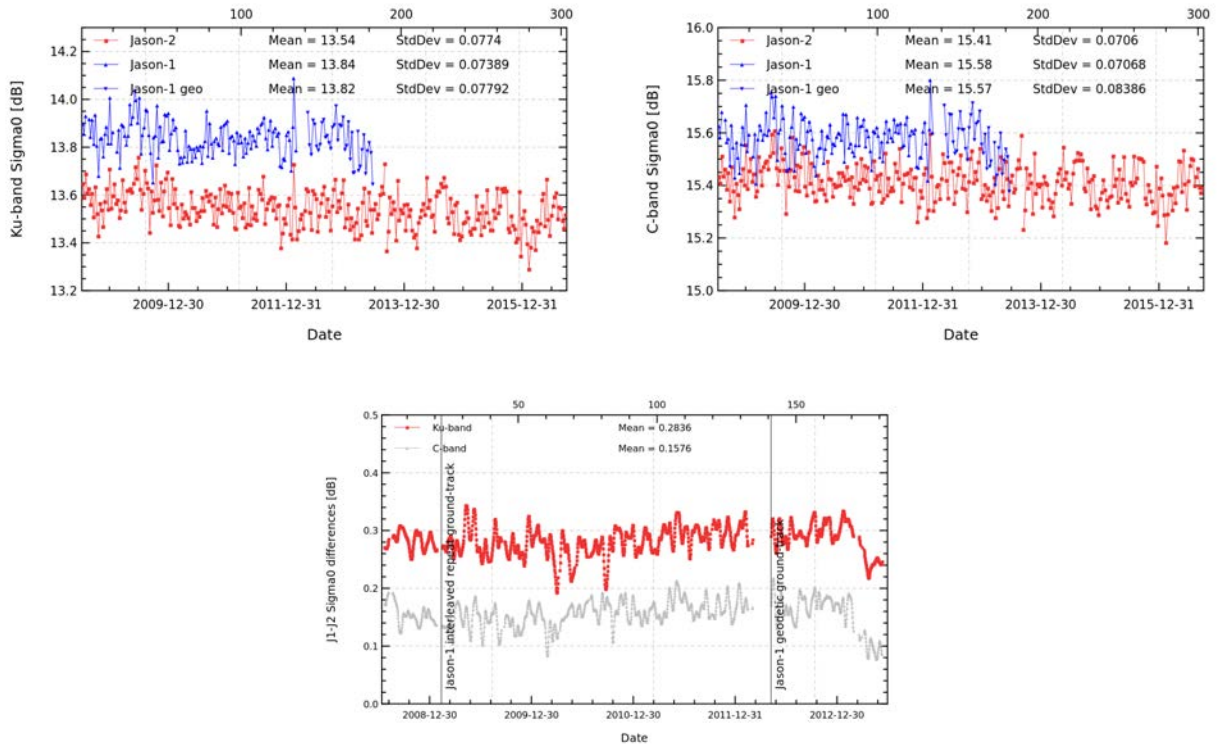 100 200 300
14.2
14.0
13.8
13.6
13.4
13.2
Ku-band Sigma0 [dB]
Jason-2 Mean = 13.54 StdDev = 0.0774
Jason-1 Mean = 13.84 StdDev = 0.07389
Jason-1 geo Mean = 13.82 StdDev = 0.07792
2009-12-30 2011-12-31 2013-12-30 2015-12-31
Date
100 200 300
16.0
15.8
15.6
15.4
15.2
15.0
C-band Sigma0 [dB]
Jason-2 Mean = 15.41 StdDev = 0.0706
Jason-1 Mean = 15.58 StdDev = 0.07068
Jason-1 geo Mean = 15.57 StdDev = 0.08386
2009-12-30 2011-12-31 2013-12-30 2015-12-31
Date
50 100 150
0.5
0.4
0.3
0.2
0.1
0.0
J1-J2 Sigma0 differences [dB]
Ku-band Mean = 0.2836
C-band Mean = 0.1576
Jason-1 interleaved repeat ground-track
Jason-1 geodetic ground-track
2008-12-30 2009-12-30 2010-12-30 2011-12-31 2012-12-30
Date